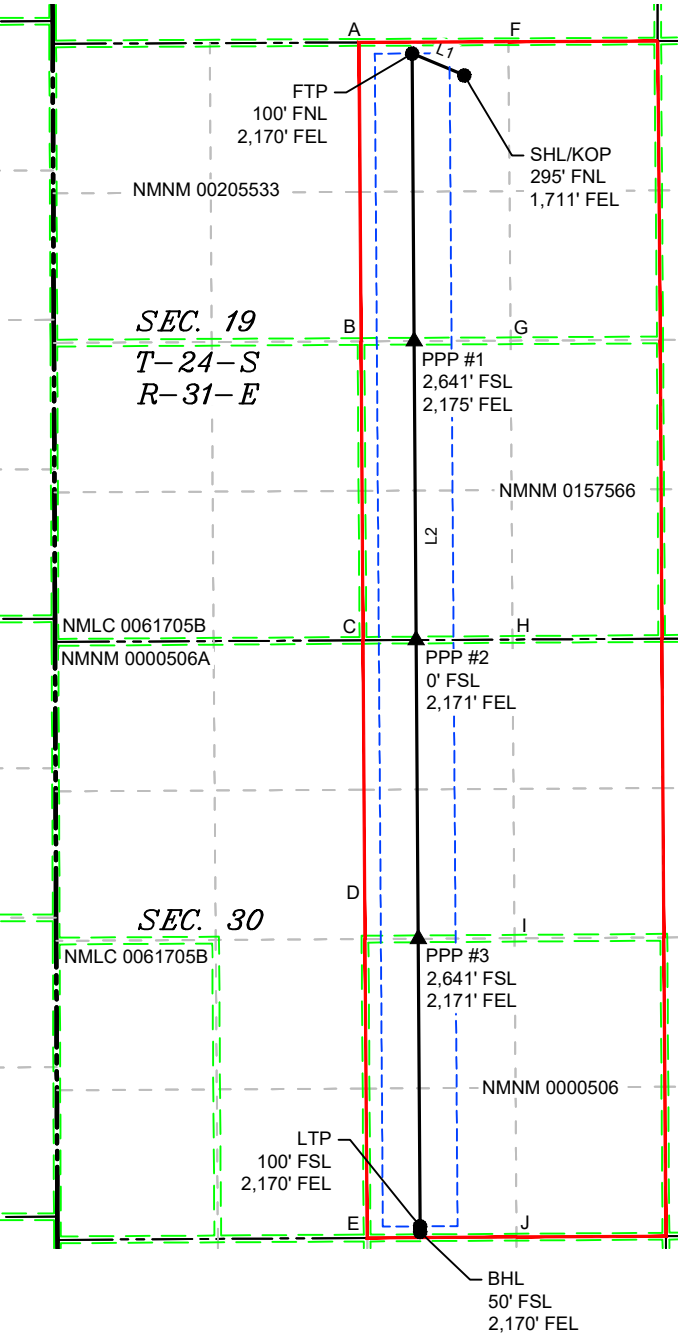 A
F
L1
FTP
100' FNL
2,170' FEL
SHL/KOP
295' FNL
1,711' FEL
NMNM 00205533
SEC. 19
T-24-S
R-31-E
B
G
PPP #1
2,641' FSL
2,175' FEL
NMNM 0157566
L2
NMLC 0061705B
C
H
NMNM 0000506A
PPP #2
0' FSL
2,171' FEL
D
SEC. 30
I
NMLC 0061705B
PPP #3
2,641' FSL
2,171' FEL
NMNM 0000506
LTP
100' FSL
2,170' FEL
E
J
BHL
50' FSL
2,170' FEL